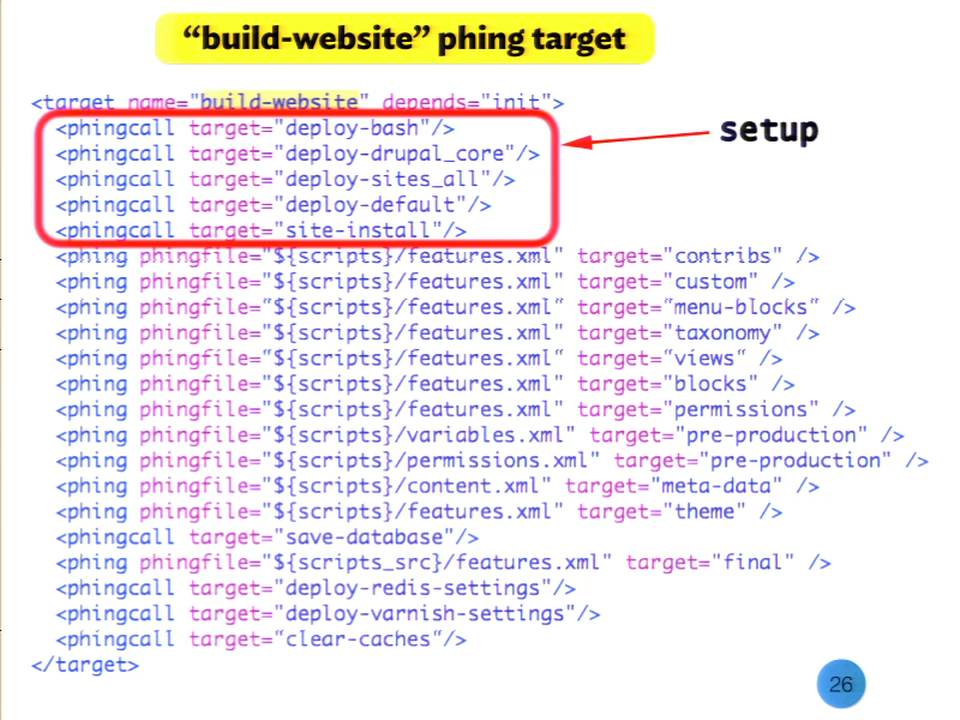 “build-website” phing target
<target name="build-website" depends="init">
<phingcall target="deploy-bash"/>
<phingcall target="deploy-drupal_core"/>
<phingcall target="deploy-sites_all"/>
<phingcall target="deploy-default"/>
<phingcall target="site-install"/>
setup
<phing phingfile="${scripts}/features.xml" target="contribs" />
<phing phingfile="${scripts}/features.xml" target="custom" />
<phing phingfile="${scripts}/features.xml" target="menu-blocks" />
<phing phingfile="${scripts}/features.xml" target="taxonomy" />
<phing phingfile="${scripts}/features.xml" target="views" />
<phing phingfile="${scripts}/features.xml" target="blocks" />
<phing phingfile="${scripts}/features.xml" target="permissions" />
<phing phingfile="${scripts}/variables.xml" target="pre-production" />
<phing phingfile="${scripts}/permissions.xml" target="pre-production" />
<phing phingfile="${scripts}/content.xml" target="meta-data" />
<phing phingfile="${scripts}/features.xml" target="theme" />
<phingcall target="save-database"/>
<phing phingfile="${scripts_src}/features.xml" target="final" />
<phingcall target="deploy-redis-settings"/>
<phingcall target="deploy-varnish-settings"/>
<phingcall target="clear-caches"/>
</target>
26